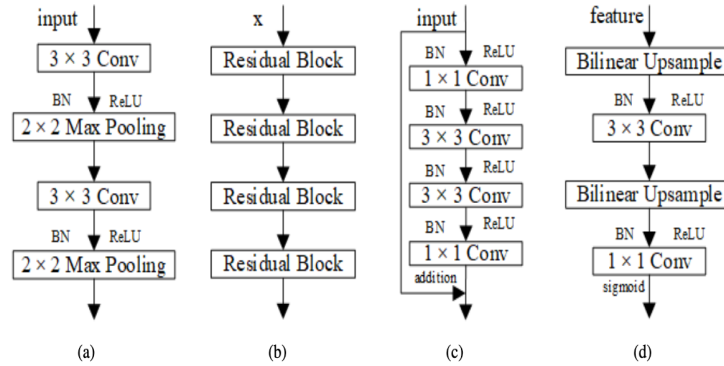 input
3 × 3 Conv
BN ReLU
2 × 2 Max Pooling
3 × 3 Conv
BN ReLU
2 × 2 Max Pooling
(a)
x
Residual Block
Residual Block
Residual Block
Residual Block
(b)
input
BN ReLU
1 × 1 Conv
BN ReLU
3 × 3 Conv
BN ReLU
3 × 3 Conv
BN ReLU
1 × 1 Conv
addition
(c)
feature
Bilinear Upsample
BN ReLU
3 × 3 Conv
Bilinear Upsample
BN ReLU
1 × 1 Conv
sigmoid
(d)